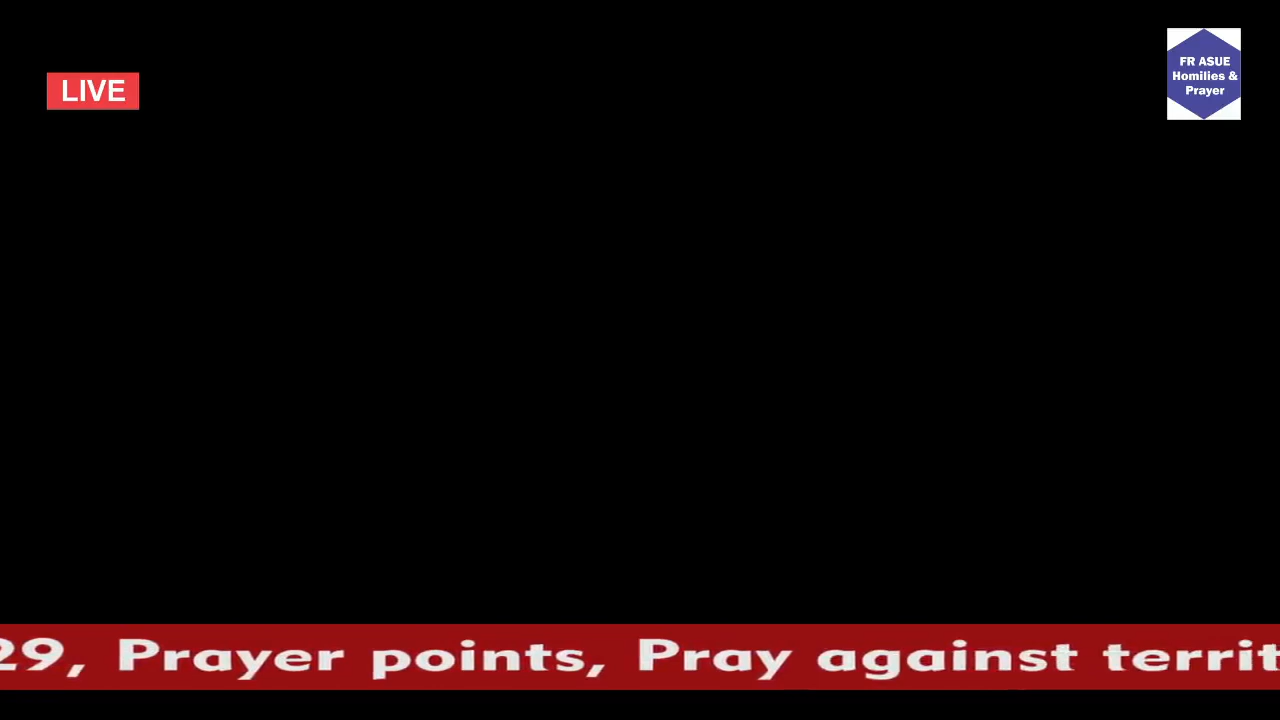 LIVE
FR ASUE
Homilies &
Prayer
29, Prayer points, Pray against territ